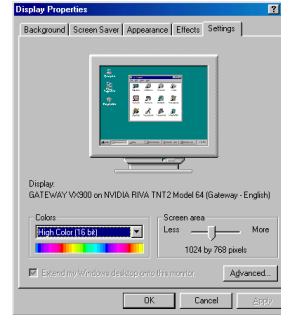 Display Properties
Background Screen Saver Appearance Effects Settings
Display:
GATEWAY VX900 on NVIDIA RIVA TNT2 Model 64 (Gateway - English)
Colors
High Color (16 bit)
Screen area
Less More
1024 by 768 pixels
Extend my Windows desktop onto this monitor.
Advanced...
OK Cancel Apply